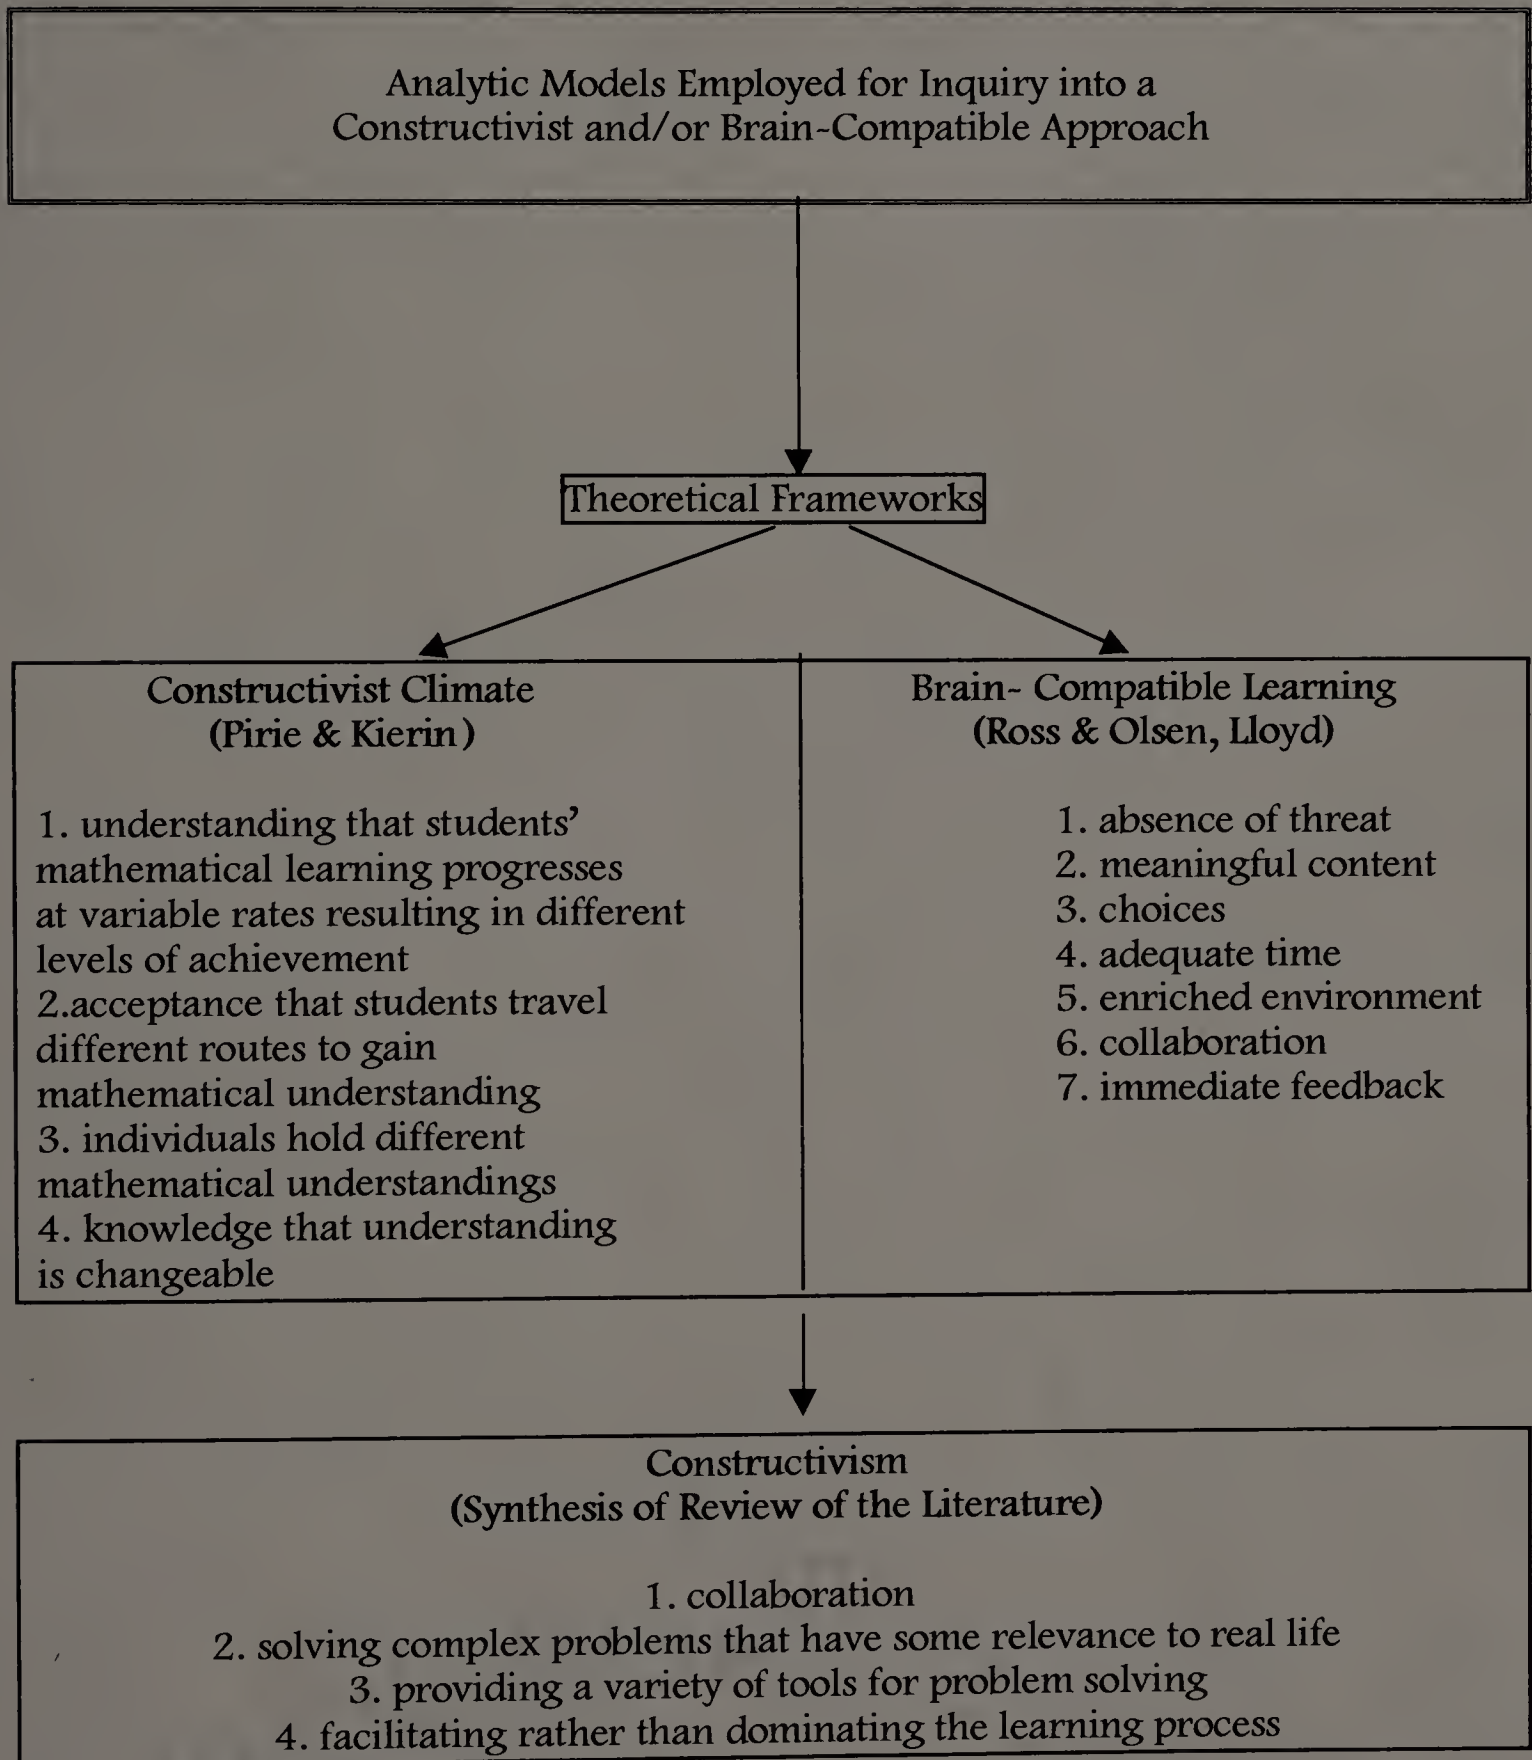 Analytic Models Employed for Inquiry into a
Constructivist and/or Brain-Compatible Approach
Theoretical Frameworks
Constructivist Climate
(Pirie & Kierin)
1. understanding that students’
mathematical learning progresses
at variable rates resulting in different
levels of achievement
2.acceptance that students travel
different routes to gain
mathematical understanding
3. individuals hold different
mathematical understandings
4. knowledge that understanding
is changeable
Brain- Compatible Learning
(Ross & Olsen, Lloyd)
1. absence of threat
2. meaningful content
3. choices
4. adequate time
5. enriched environment
6. collaboration
7. immediate feedback
Constructivism
(Synthesis of Review of the Literature)
1. collaboration
2. solving complex problems that have some relevance to real life
3. providing a variety of tools for problem solving
4. facilitating rather than dominating the learning process